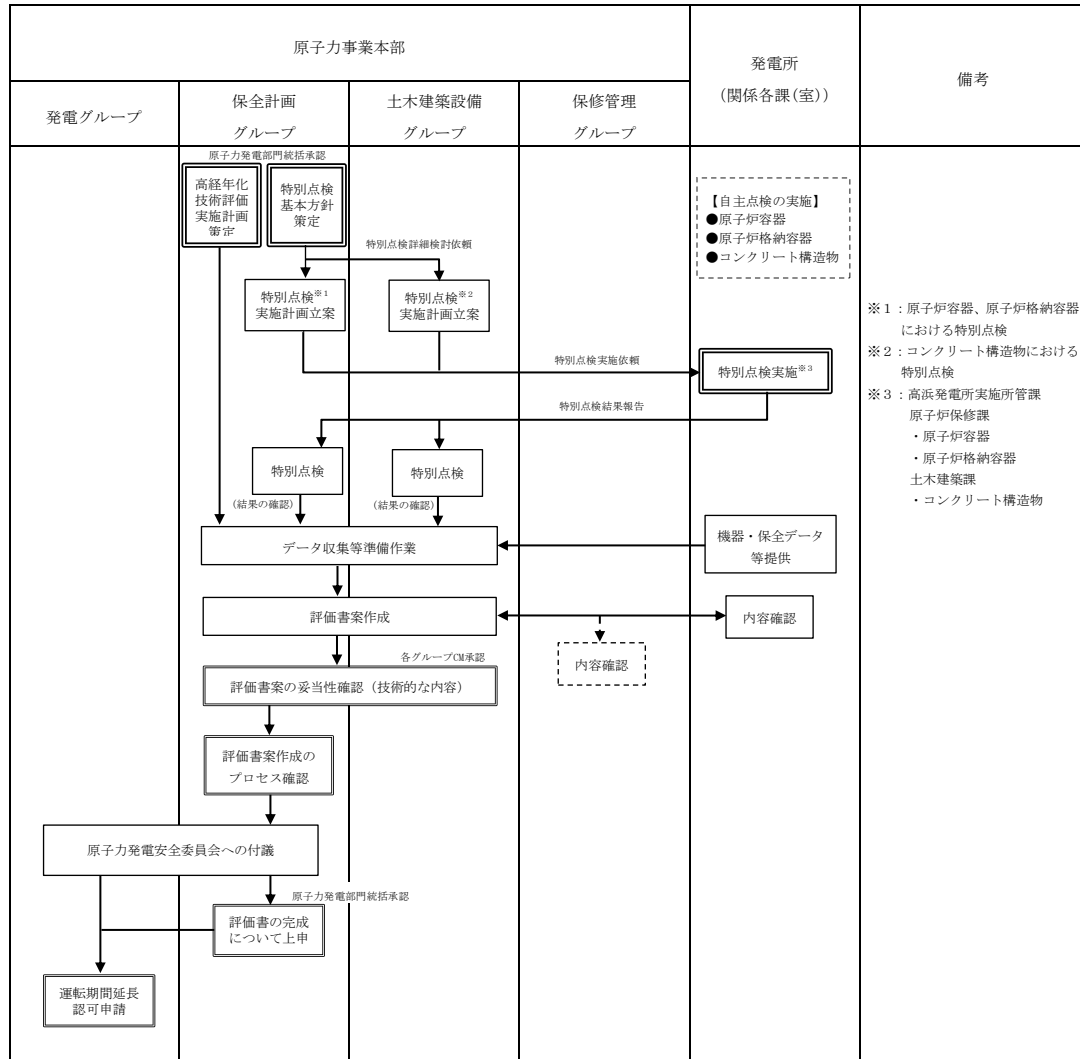 原子力事業本部
発電所
(関係各課(室))
備考
発電グループ
保全計画
グループ
土木建築設備
グループ
保修管理
グループ
原子力発電部門統括承認
高経年化
技術評価
実施計画
策定
特別点検
基本方針
策定
【自主点検の実施】
●原子炉容器
●原子炉格納容器
●コンクリート構造物
特別点検詳細検討依頼
特別点検※1
実施計画立案
特別点検※2
実施計画立案
※1：原子炉容器、原子炉格納容器
における特別点検
※2：コンクリート構造物における
特別点検
※3：高浜発電所実施所管課
原子炉保修課
・原子炉容器
・原子炉格納容器
土木建築課
・コンクリート構造物
特別点検実施依頼
特別点検実施※3
特別点検結果報告
特別点検
特別点検
(結果の確認)
(結果の確認)
データ収集等準備作業
機器・保全データ
等提供
評価書案作成
内容確認
内容確認
各グループCM承認
評価書案の妥当性確認（技術的な内容）
評価書案作成の
プロセス確認
原子力発電安全委員会への付議
原子力発電部門統括承認
評価書の完成
について上申
運転期間延長
認可申請